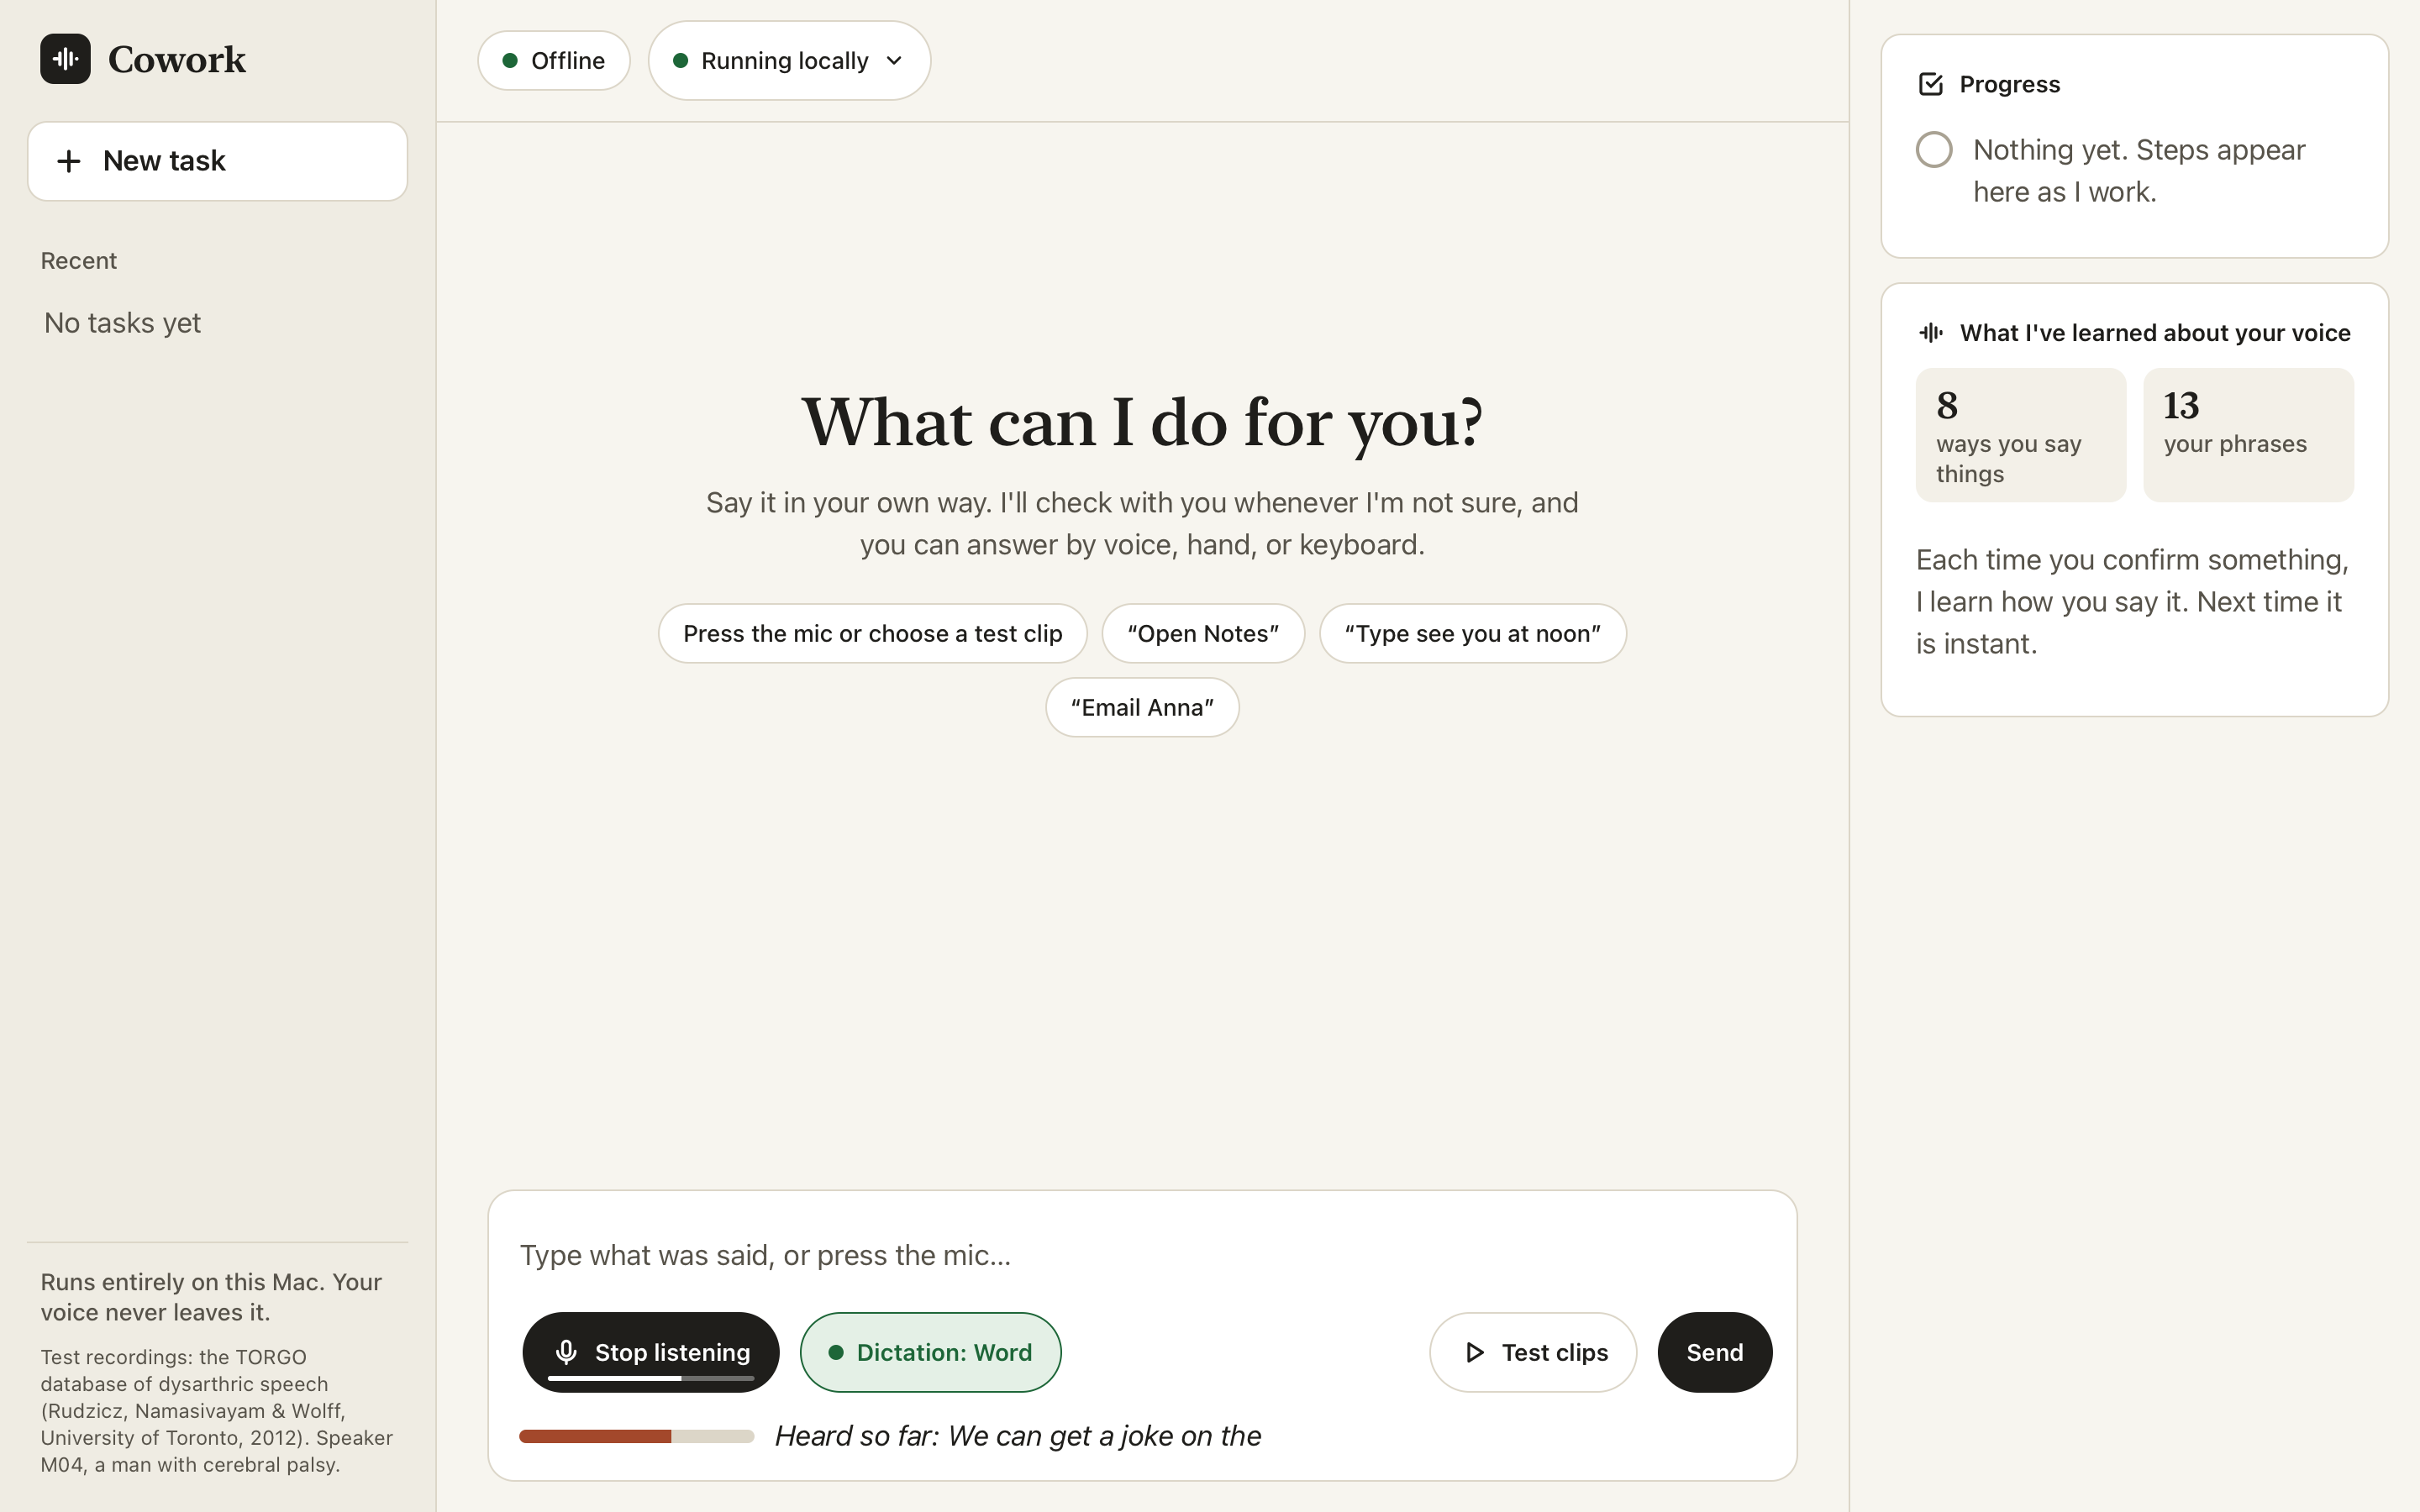 Cowork
New task
Recent
No tasks yet
Runs entirely on this Mac. Your
voice never leaves it.
Test recordings: the TORGO
database of dysarthric speech
(Rudzicz, Namasivayam & Wolff,
University of Toronto, 2012). Speaker
M04, a man with cerebral palsy.
Offline
Running locally
What can I do for you?
Say it in your own way. I'll check with you whenever I'm not sure, and
you can answer by voice, hand, or keyboard.
Press the mic or choose a test clip
“Open Notes”
“Type see you at noon”
“Email Anna”
Type what was said, or press the mic...
Stop listening
Dictation: Word
Test clips
Send
Heard so far: We can get a joke on the
Progress
Nothing yet. Steps appear
here as I work.
What I've learned about your voice
8
ways you say
things
13
your phrases
Each time you confirm something,
I learn how you say it. Next time it
is instant.